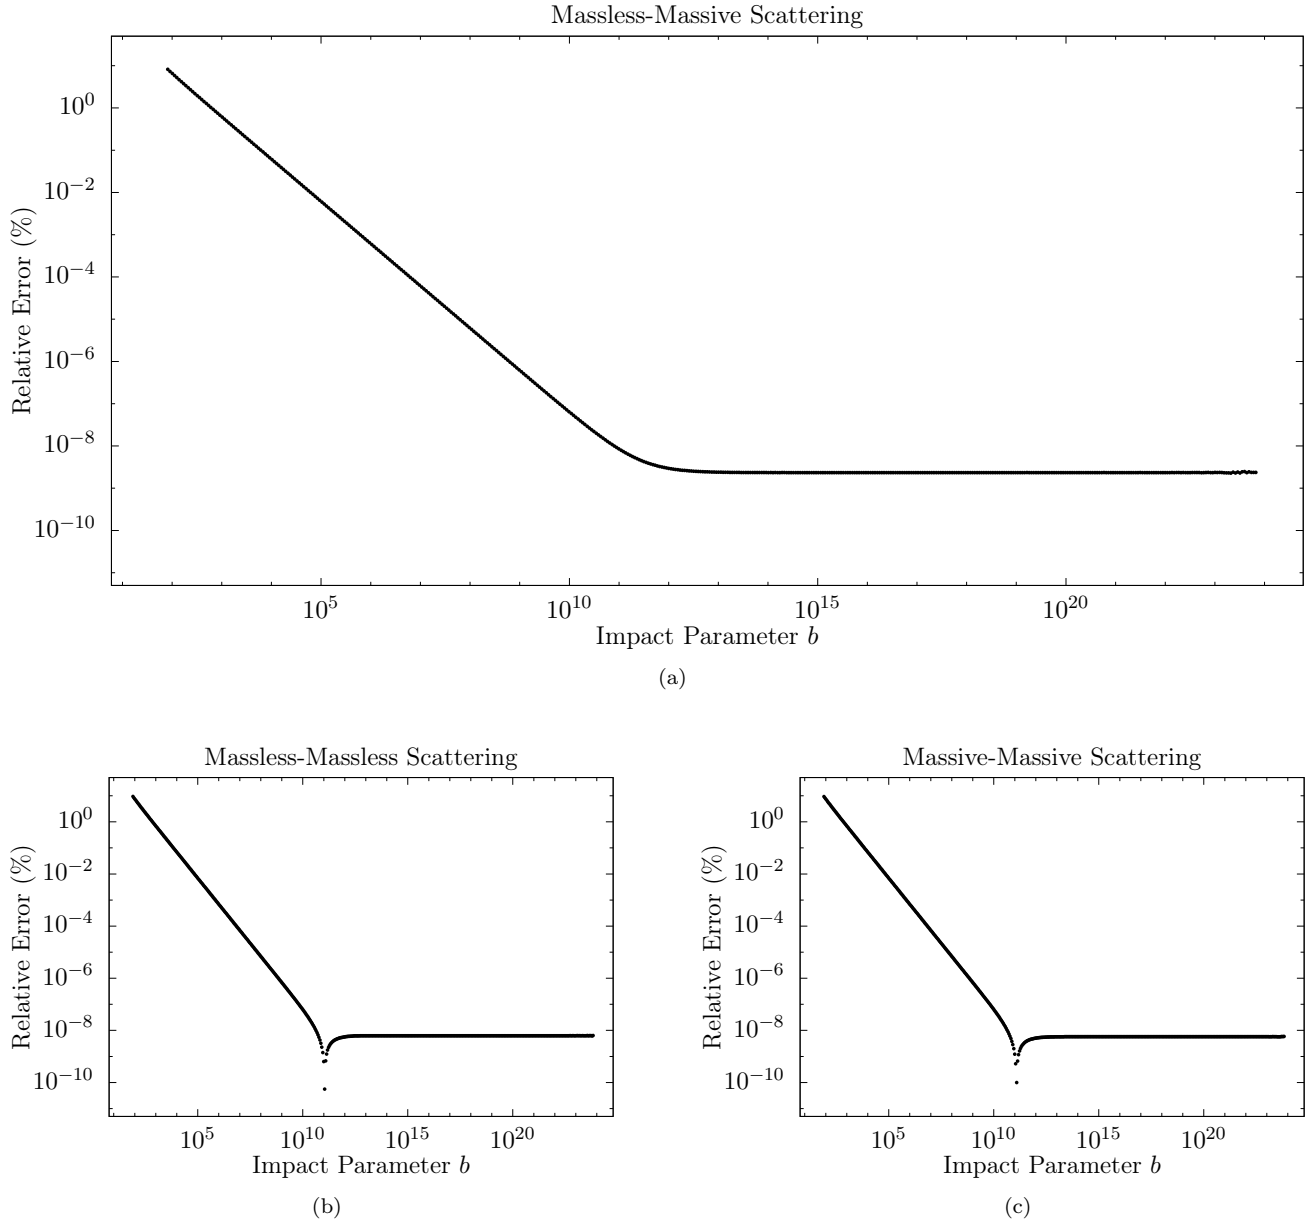 Massless-Massive Scattering
Relative Error (%)
10^0
10^-2
10^-4
10^-6
10^-8
10^-10
10^5 10^10 10^15 10^20
Impact Parameter b
(a)
Massless-Massless Scattering
Relative Error (%)
10^0
10^-2
10^-4
10^-6
10^-8
10^-10
10^5 10^10 10^15 10^20
Impact Parameter b
(b)
Massive-Massive Scattering
Relative Error (%)
10^0
10^-2
10^-4
10^-6
10^-8
10^-10
10^5 10^10 10^15 10^20
Impact Parameter b
(c)